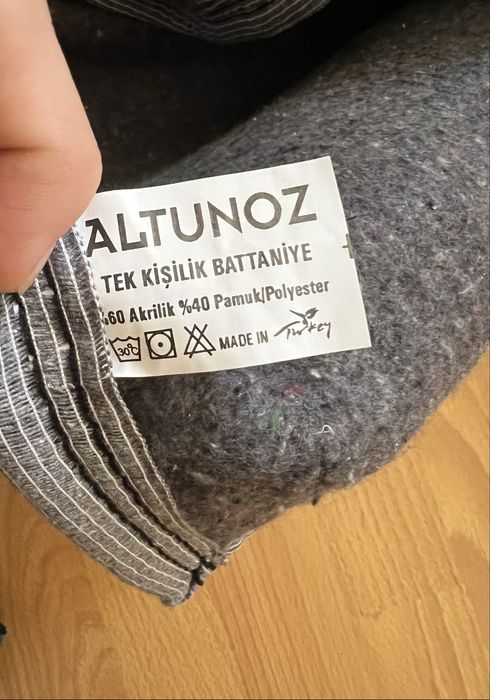 ALTUNOZ
TEK KİŞİLİK BATTANİYE
%60 Akrilik %40 Pamuk/Polyester
30°C MADE IN Turkey